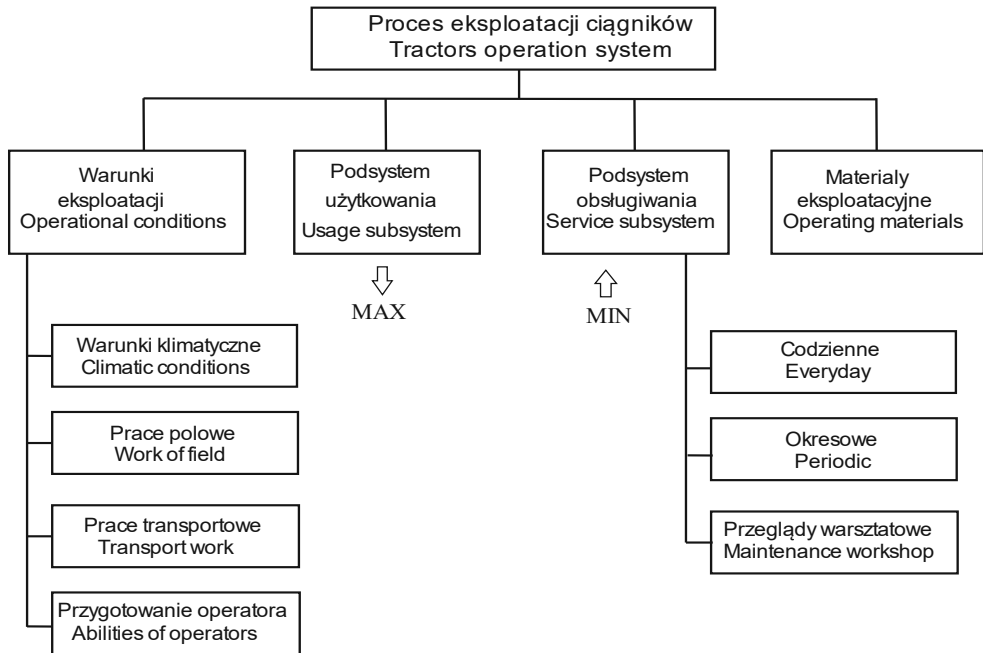 Proces eksploatacji ciągników
Tractors operation system
Warunki
eksploatacji
Operational conditions
Podsystem
użytkowania
Usage subsystem
Podsystem
obsługiwania
Service subsystem
Materialy
eksploatacyjne
Operating materials
MAX
MIN
Warunki klimatyczne
Climatic conditions
Prace polowe
Work of field
Prace transportowe
Transport work
Przygotowanie operatora
Abilities of operators
Codzienne
Everyday
Okresowe
Periodic
Przeglądy warsztatowe
Maintenance workshop